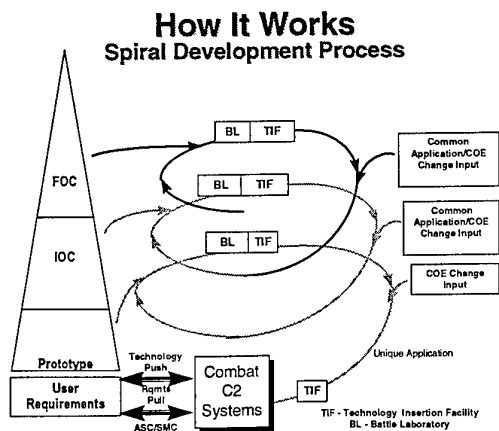 How It Works
Spiral Development Process
BL TIF
Common
Application/COE
Change Input
FOC
BL TIF
Common
Application/COE
Change Input
BL TIF
IOC
COE Change
Input
Prototype
Technology
Push
Unique Application
User
Requirements
Rqmts
Pull
Combat
C2
Systems
TIF
ASC/SMC
TIF - Technology Insertion Facility
BL - Battle Laboratory